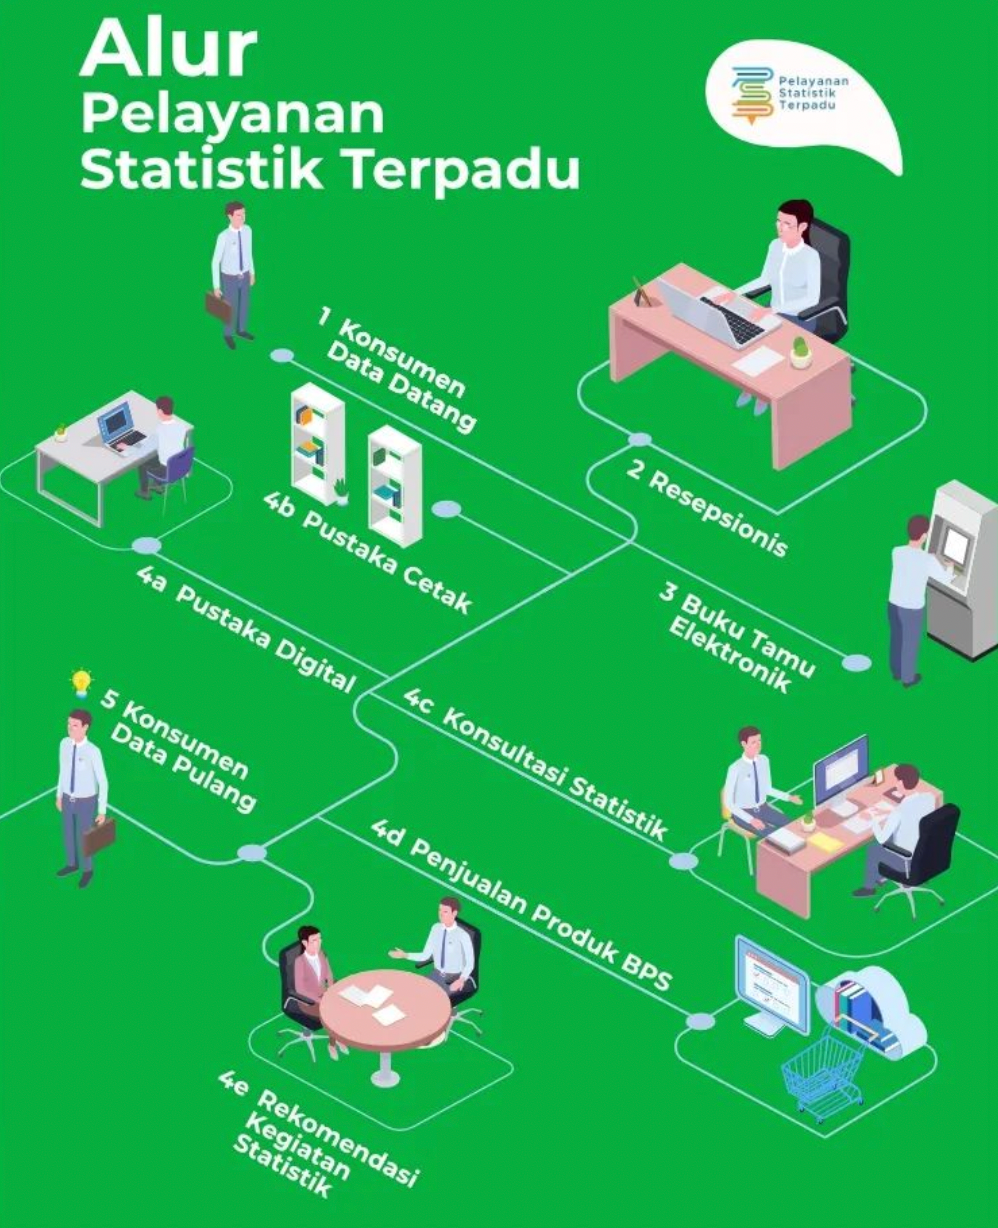 Alur
Pelayanan
Statistik Terpadu
Pelayanan
Statistik
Terpadu
1 Konsumen
Data Datang
2 Resepsionis
3 Buku Tamu
Elektronik
4b Pustaka Cetak
4a Pustaka Digital
4c Konsultasi Statistik
5 Konsumen
Data Pulang
4d Penjualan Produk BPS
4e Rekomendasi
Kegiatan
Statistik